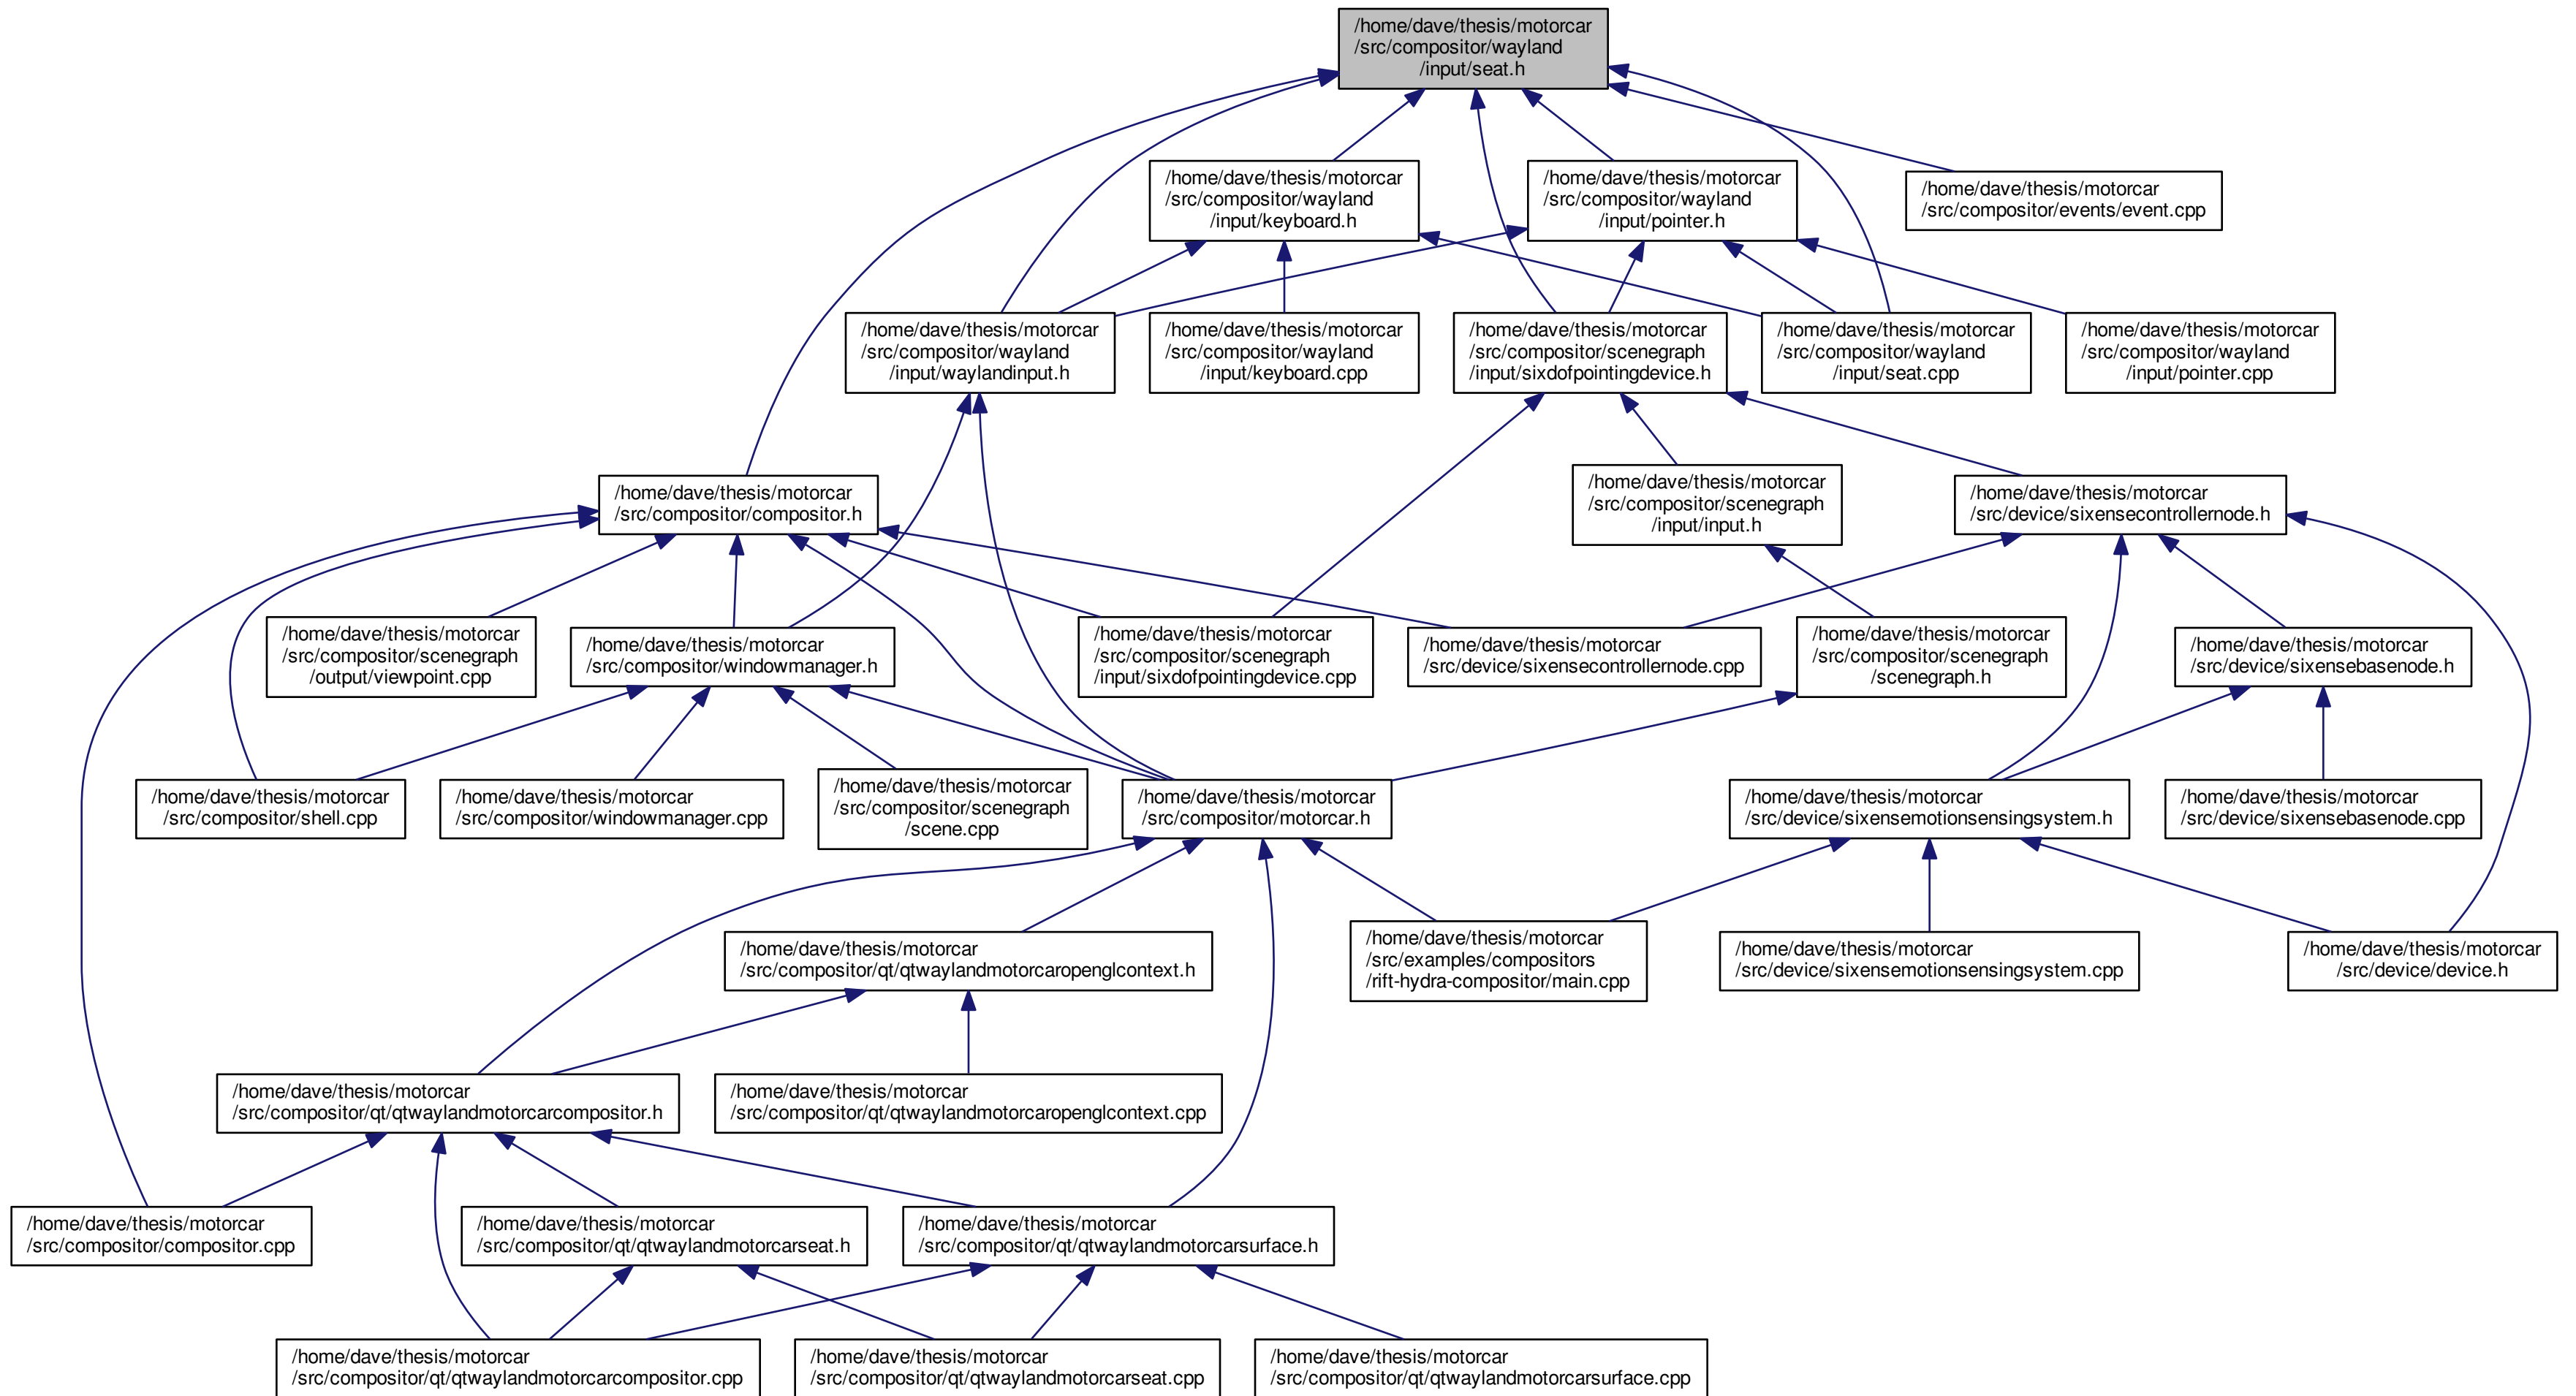 /home/dave/thesis/motorcar
/src/compositor/wayland
/input/seat.h
/home/dave/thesis/motorcar
/src/compositor/wayland
/input/keyboard.h
/home/dave/thesis/motorcar
/src/compositor/wayland
/input/pointer.h
/home/dave/thesis/motorcar
/src/compositor/events/event.cpp
/home/dave/thesis/motorcar
/src/compositor/wayland
/input/waylandinput.h
/home/dave/thesis/motorcar
/src/compositor/wayland
/input/keyboard.cpp
/home/dave/thesis/motorcar
/src/compositor/scenegraph
/input/sixdofpointingdevice.h
/home/dave/thesis/motorcar
/src/compositor/wayland
/input/seat.cpp
/home/dave/thesis/motorcar
/src/compositor/wayland
/input/pointer.cpp
/home/dave/thesis/motorcar
/src/compositor/compositor.h
/home/dave/thesis/motorcar
/src/compositor/scenegraph
/input/input.h
/home/dave/thesis/motorcar
/src/device/sixensecontrollernode.h
/home/dave/thesis/motorcar
/src/compositor/scenegraph
/output/viewpoint.cpp
/home/dave/thesis/motorcar
/src/compositor/windowmanager.h
/home/dave/thesis/motorcar
/src/compositor/scenegraph
/input/sixdofpointingdevice.cpp
/home/dave/thesis/motorcar
/src/device/sixensecontrollernode.cpp
/home/dave/thesis/motorcar
/src/compositor/scenegraph
/scenegraph.h
/home/dave/thesis/motorcar
/src/device/sixensebasenode.h
/home/dave/thesis/motorcar
/src/compositor/shell.cpp
/home/dave/thesis/motorcar
/src/compositor/windowmanager.cpp
/home/dave/thesis/motorcar
/src/compositor/scenegraph
/scene.cpp
/home/dave/thesis/motorcar
/src/compositor/motorcar.h
/home/dave/thesis/motorcar
/src/device/sixensemotionsensingsystem.h
/home/dave/thesis/motorcar
/src/device/sixensebasenode.cpp
/home/dave/thesis/motorcar
/src/compositor/qt/qtwaylandmotorcaropenglcontext.h
/home/dave/thesis/motorcar
/src/examples/compositors
/rift-hydra-compositor/main.cpp
/home/dave/thesis/motorcar
/src/device/sixensemotionsensingsystem.cpp
/home/dave/thesis/motorcar
/src/device/device.h
/home/dave/thesis/motorcar
/src/compositor/qt/qtwaylandmotorcarcompositor.h
/home/dave/thesis/motorcar
/src/compositor/qt/qtwaylandmotorcaropenglcontext.cpp
/home/dave/thesis/motorcar
/src/compositor/compositor.cpp
/home/dave/thesis/motorcar
/src/compositor/qt/qtwaylandmotorcarseat.h
/home/dave/thesis/motorcar
/src/compositor/qt/qtwaylandmotorcarsurface.h
/home/dave/thesis/motorcar
/src/compositor/qt/qtwaylandmotorcarcompositor.cpp
/home/dave/thesis/motorcar
/src/compositor/qt/qtwaylandmotorcarseat.cpp
/home/dave/thesis/motorcar
/src/compositor/qt/qtwaylandmotorcarsurface.cpp